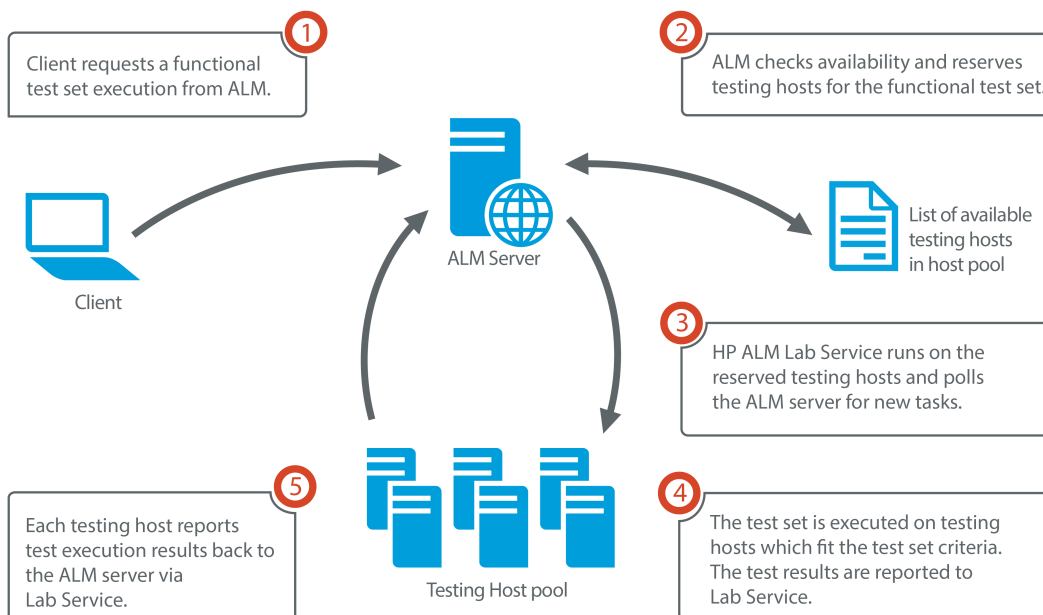 1
Client requests a functional
test set execution from ALM.
2
ALM checks availability and reserves
testing hosts for the functional test set.
ALM Server
Client
List of available
testing hosts
in host pool
3
HP ALM Lab Service runs on the
reserved testing hosts and polls
the ALM server for new tasks.
4
The test set is executed on testing
hosts which fit the test set criteria.
The test results are reported to
Lab Service.
5
Each testing host reports
test execution results back to
the ALM server via
Lab Service.
Testing Host pool